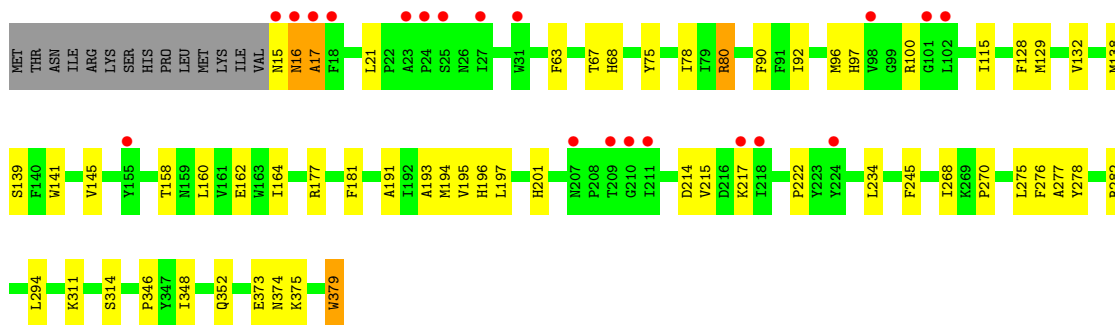 MET THR ASN ILE ARG LYS SER HIS PRO LEU MET LYS ILE VAL N15 N16 A17 F18 L21 P22 A23 P24 S25 N26 I27 W31 F63 T67 H68 Y75 I78 I79 R80 F90 F91 I92 M96 H97 V98 G99 R100 G101 L102 I115 F128 M129 V132 M138
S139 F140 W141 V145 Y155 T158 N159 L160 V161 E162 W163 I164 R177 F181 A191 I192 A193 M194 V195 H196 L197 H201 N207 P208 T209 G210 I211 D214 V215 D216 K217 I218 P222 Y223 Y224 L234 F245 I268 K269 P270 L275 F276 A277 Y278
L294 K311 S314 P346 Y347 I348 Q352 E373 N374 K375 W379